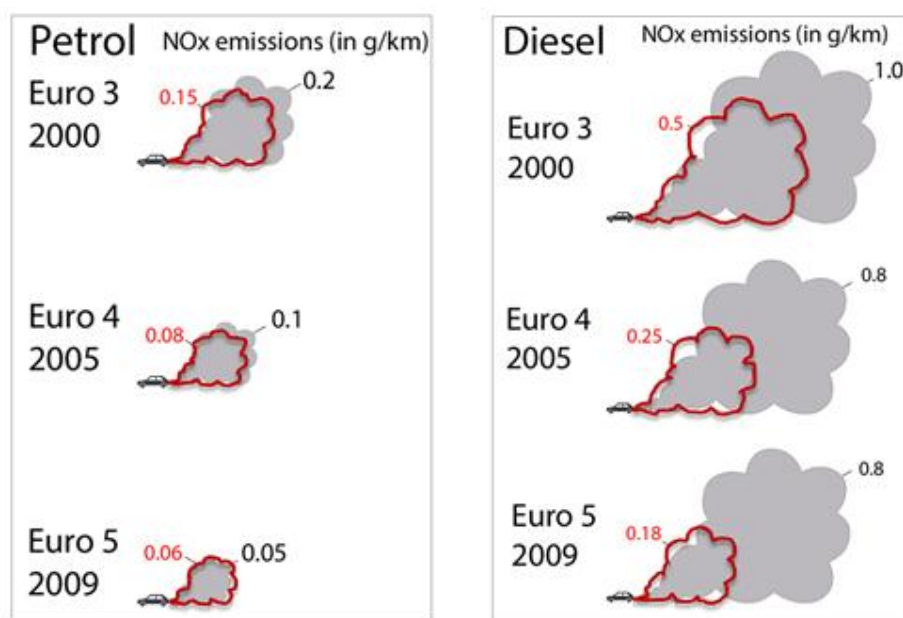 Petrol NOx emissions (in g/km)
Euro 3
2000
0.15
0.2
Euro 4
2005
0.08
0.1
Euro 5
2009
0.06
0.05
Diesel NOx emissions (in g/km)
Euro 3
2000
0.5
1.0
Euro 4
2005
0.25
0.8
Euro 5
2009
0.18
0.8